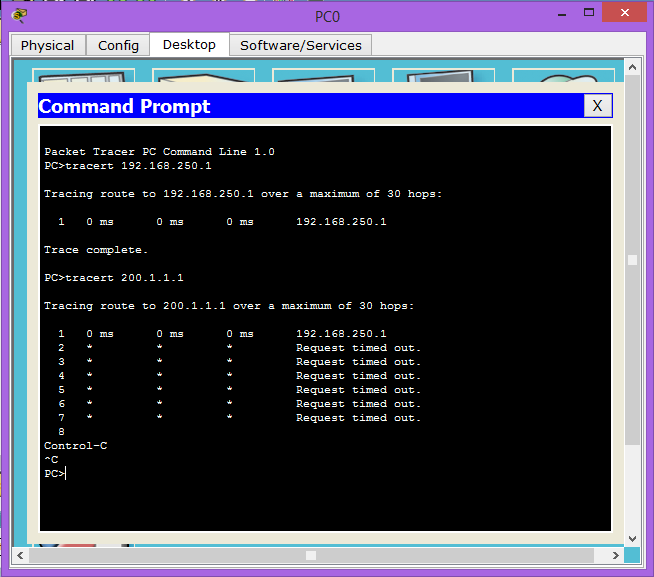 PC0
Physical Config Desktop Software/Services
Command Prompt X
Packet Tracer PC Command Line 1.0
PC>tracert 192.168.250.1
Tracing route to 192.168.250.1 over a maximum of 30 hops:
1 0 ms 0 ms 0 ms 192.168.250.1
Trace complete.
PC>tracert 200.1.1.1
Tracing route to 200.1.1.1 over a maximum of 30 hops:
1 0 ms 0 ms 0 ms 192.168.250.1
2 * * * Request timed out.
3 * * * Request timed out.
4 * * * Request timed out.
5 * * * Request timed out.
6 * * * Request timed out.
7 * * * Request timed out.
8
Control-C
^C
PC>